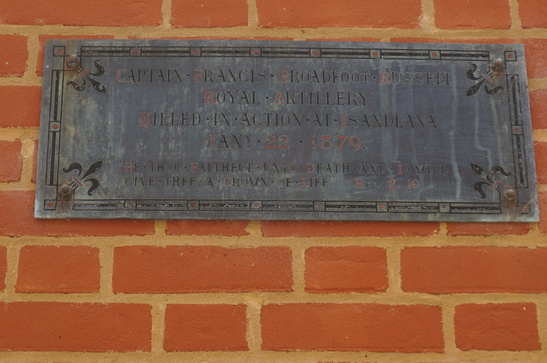 CAPTAIN · FRANCIS · BROADFOOT · RUSSELL
ROYAL · ARTILLERY
KILLED · IN · ACTION · AT · ISANDLANA
JAN: 22 · 1879.
BE · THOU · FAITHFUL · UNTO · DEATH · AND · I · WILL
GIVE · THEE · A · CROWN · OF · LIFE